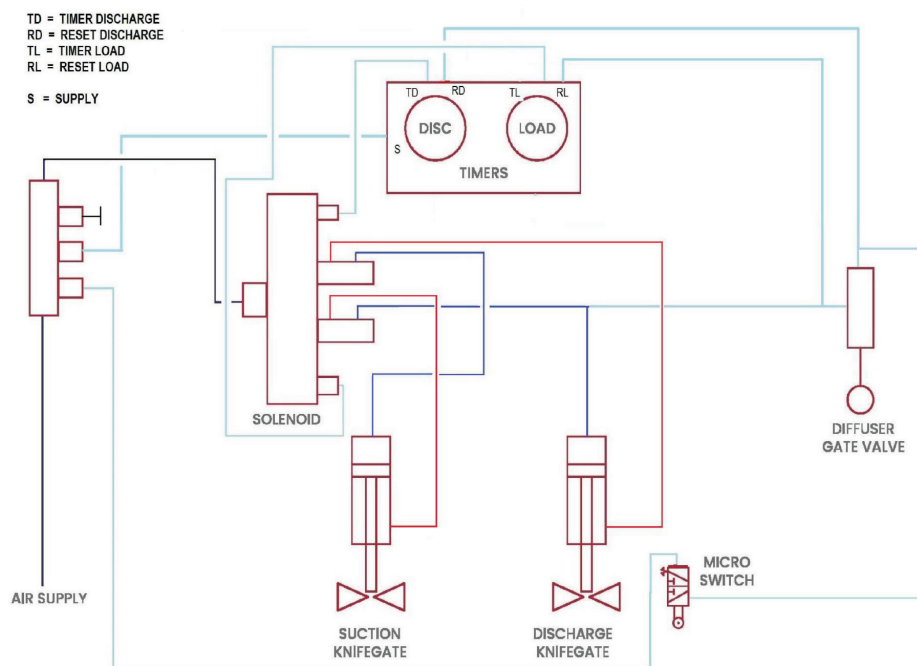 TD = TIMER DISCHARGE
RD = RESET DISCHARGE
TL = TIMER LOAD
RL = RESET LOAD
S = SUPPLY
TD
RD
TL
RL
DISC
LOAD
S
TIMERS
SOLENOID
DIFFUSER
GATE VALVE
AIR SUPPLY
MICRO
SWITCH
SUCTION
KNIFEGATE
DISCHARGE
KNIFEGATE